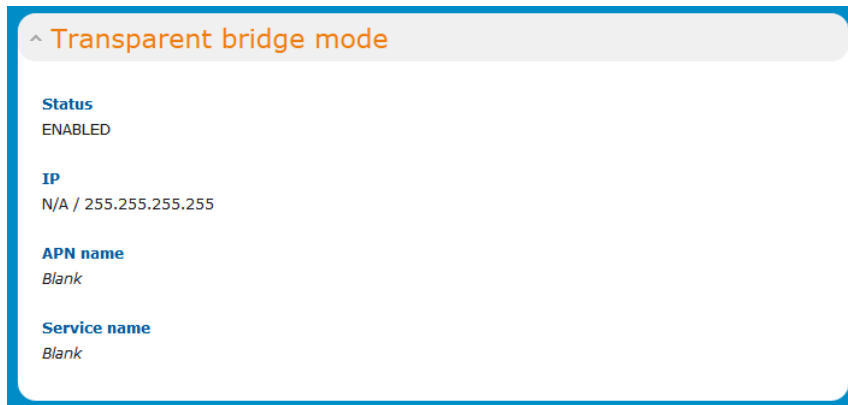 Transparent bridge mode
Status
ENABLED
IP
N/A / 255.255.255.255
APN name
Blank
Service name
Blank